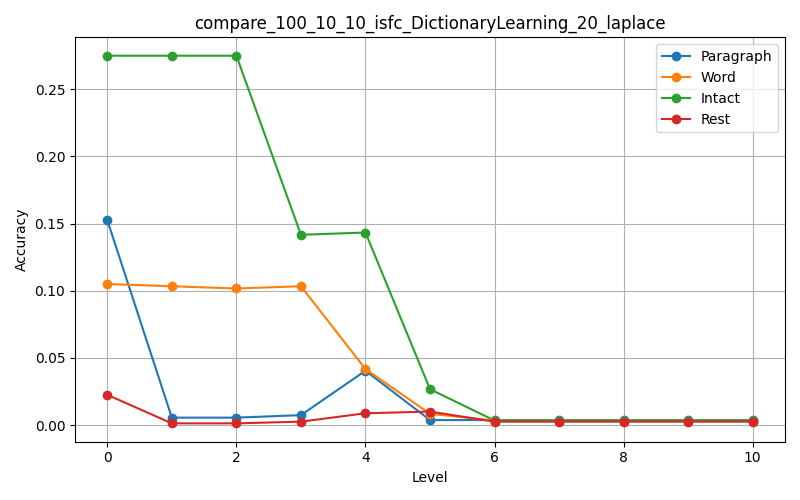 compare_100_10_10_isfc_DictionaryLearning_20_laplace
Paragraph
Word
Intact
Rest
Accuracy
0.25
0.20
0.15
0.10
0.05
0.00
0 2 4 6 8 10
Level